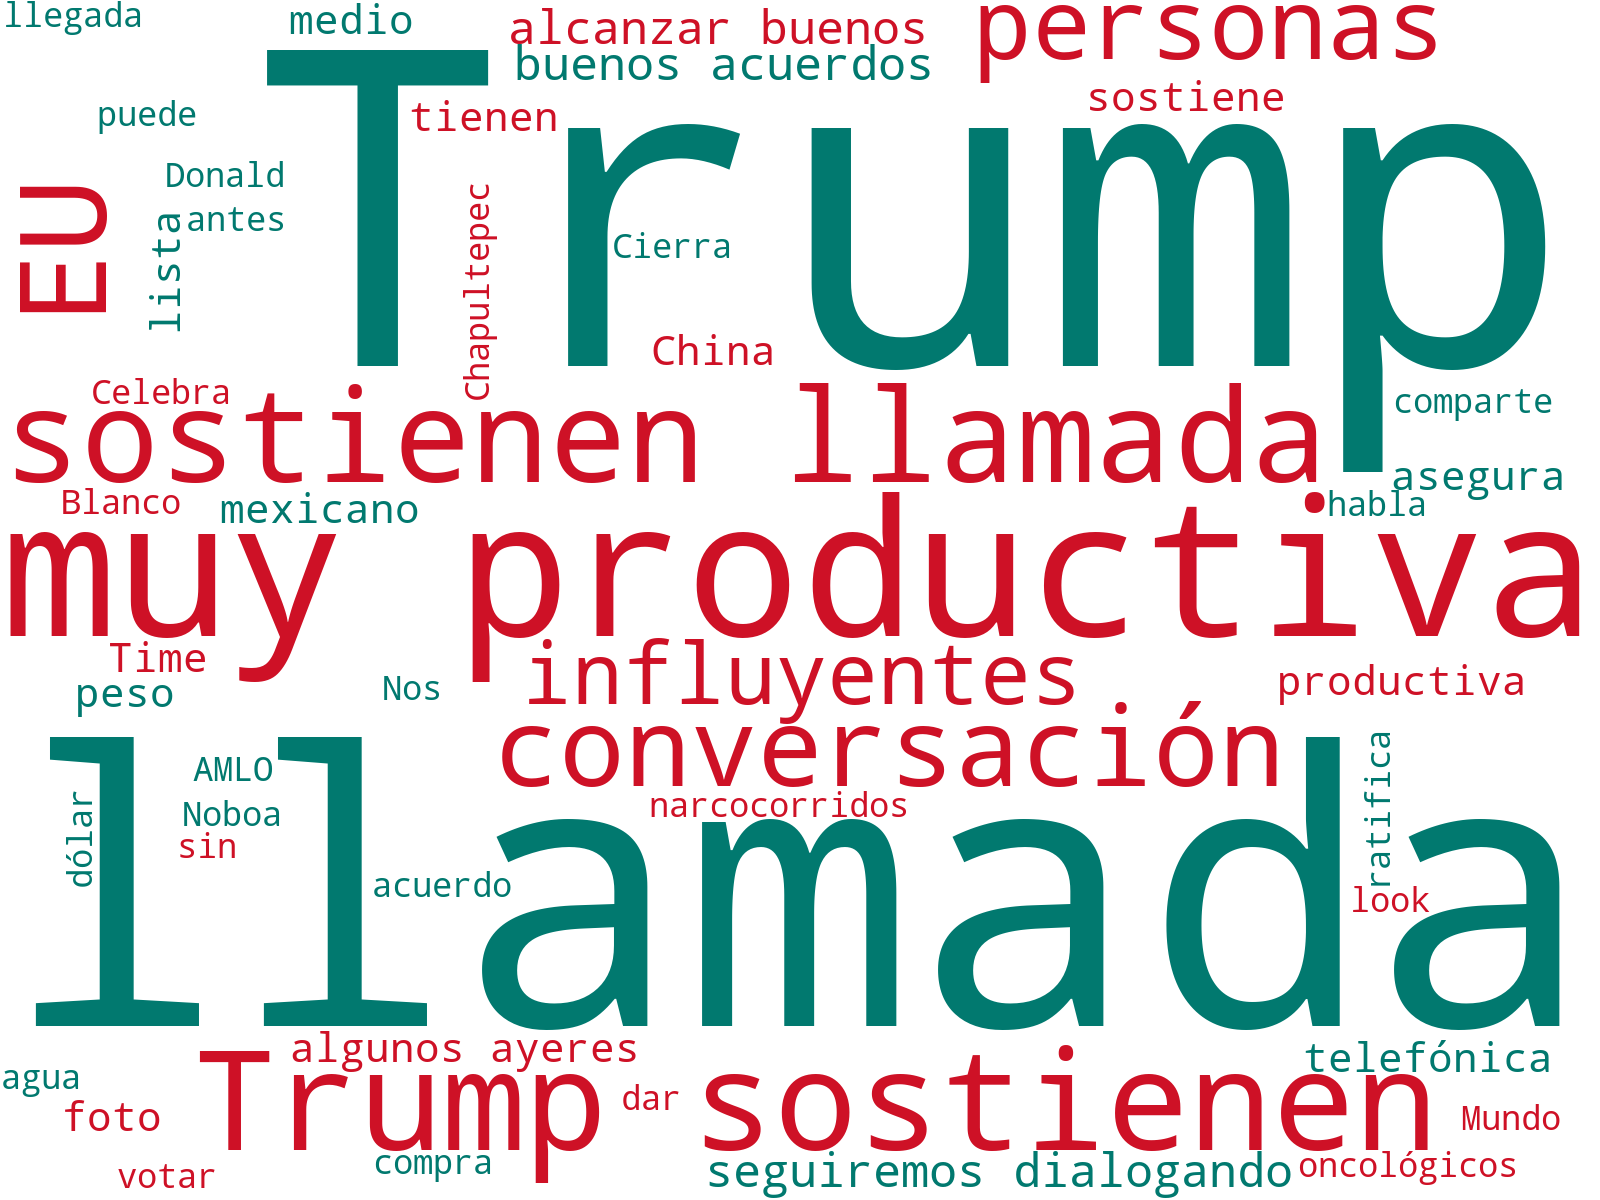 llegada
medio
alcanzar buenos
personas
buenos acuerdos
puede
tienen
sostiene
Trump
Donald
EU
lista
antes
Chapultepec
Cierra
China
Celebra
comparte
sostienen llamada
asegura
Blanco
mexicano
habla
muy productiva
Time
influyentes
peso
Nos
productiva
conversación
AMLO
ratifica
dólar
Noboa
narcocorridos
sin
llamada
acuerdo
look
algunos ayeres
telefónica
agua
Trump sostienen
foto
dar
Mundo
votar
compra
seguiremos dialogando
oncológicos